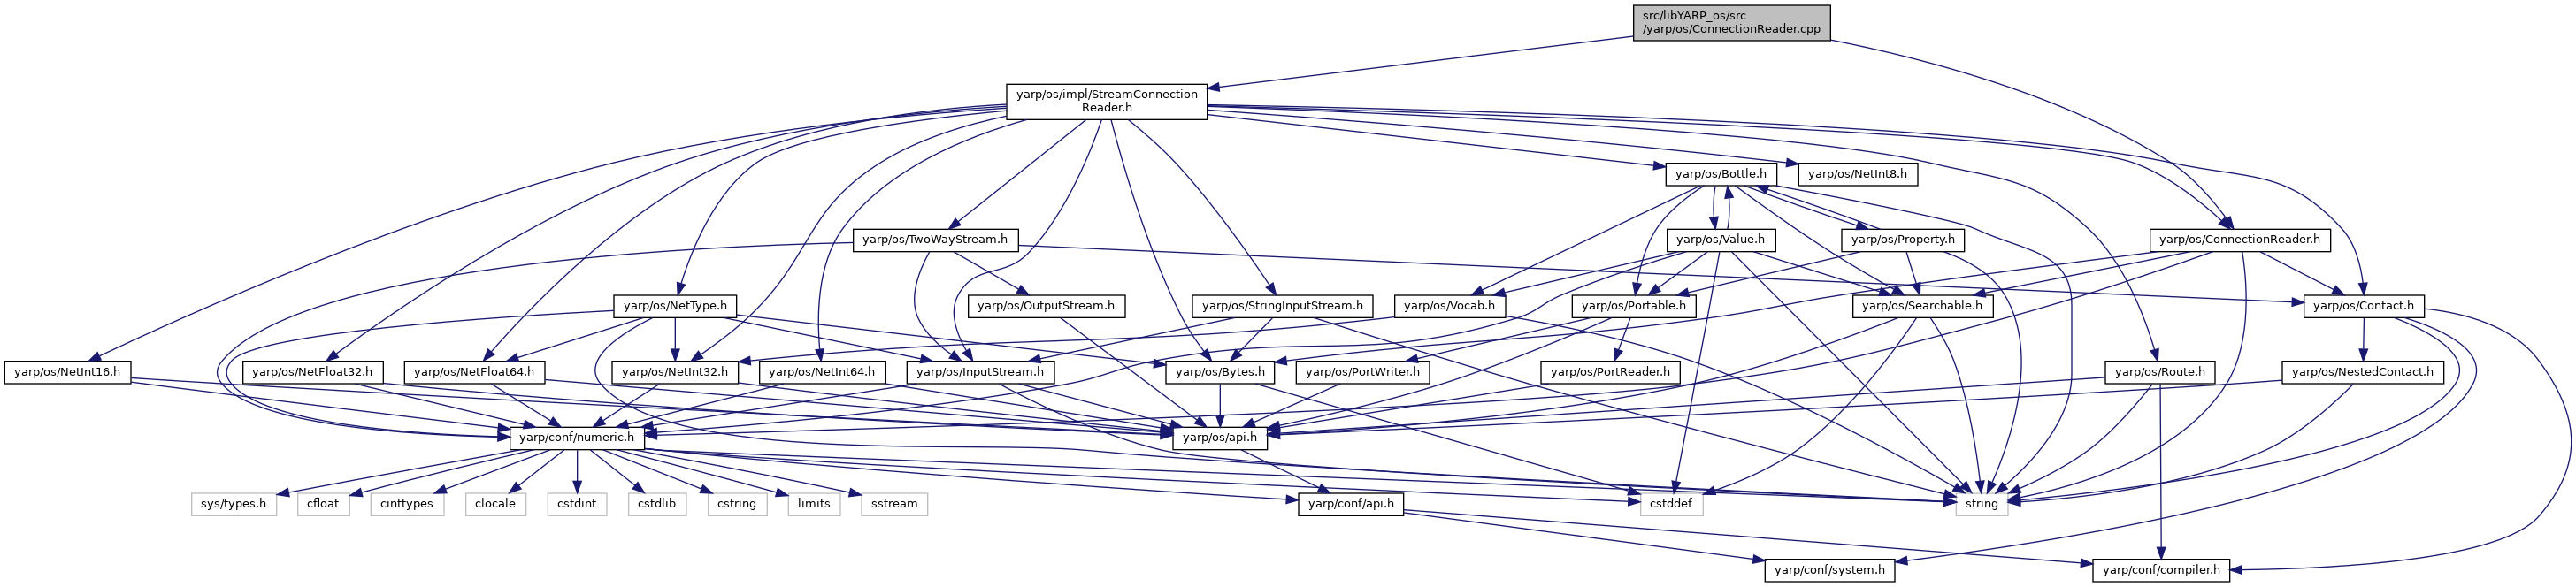 src/libYARP_os/src
/yarp/os/ConnectionReader.cpp
yarp/os/impl/StreamConnection
Reader.h
yarp/os/Bottle.h
yarp/os/NetInt8.h
yarp/os/TwoWayStream.h
yarp/os/Value.h
yarp/os/Property.h
yarp/os/ConnectionReader.h
yarp/os/NetType.h
yarp/os/OutputStream.h
yarp/os/StringInputStream.h
yarp/os/Vocab.h
yarp/os/Portable.h
yarp/os/Searchable.h
yarp/os/Contact.h
yarp/os/NetInt16.h
yarp/os/NetFloat32.h
yarp/os/NetFloat64.h
yarp/os/NetInt32.h
yarp/os/NetInt64.h
yarp/os/InputStream.h
yarp/os/Bytes.h
yarp/os/PortWriter.h
yarp/os/PortReader.h
yarp/os/Route.h
yarp/os/NestedContact.h
yarp/conf/numeric.h
yarp/os/api.h
sys/types.h
cfloat
cinttypes
clocale
cstdint
cstdlib
cstring
limits
sstream
yarp/conf/api.h
cstddef
string
yarp/conf/system.h
yarp/conf/compiler.h